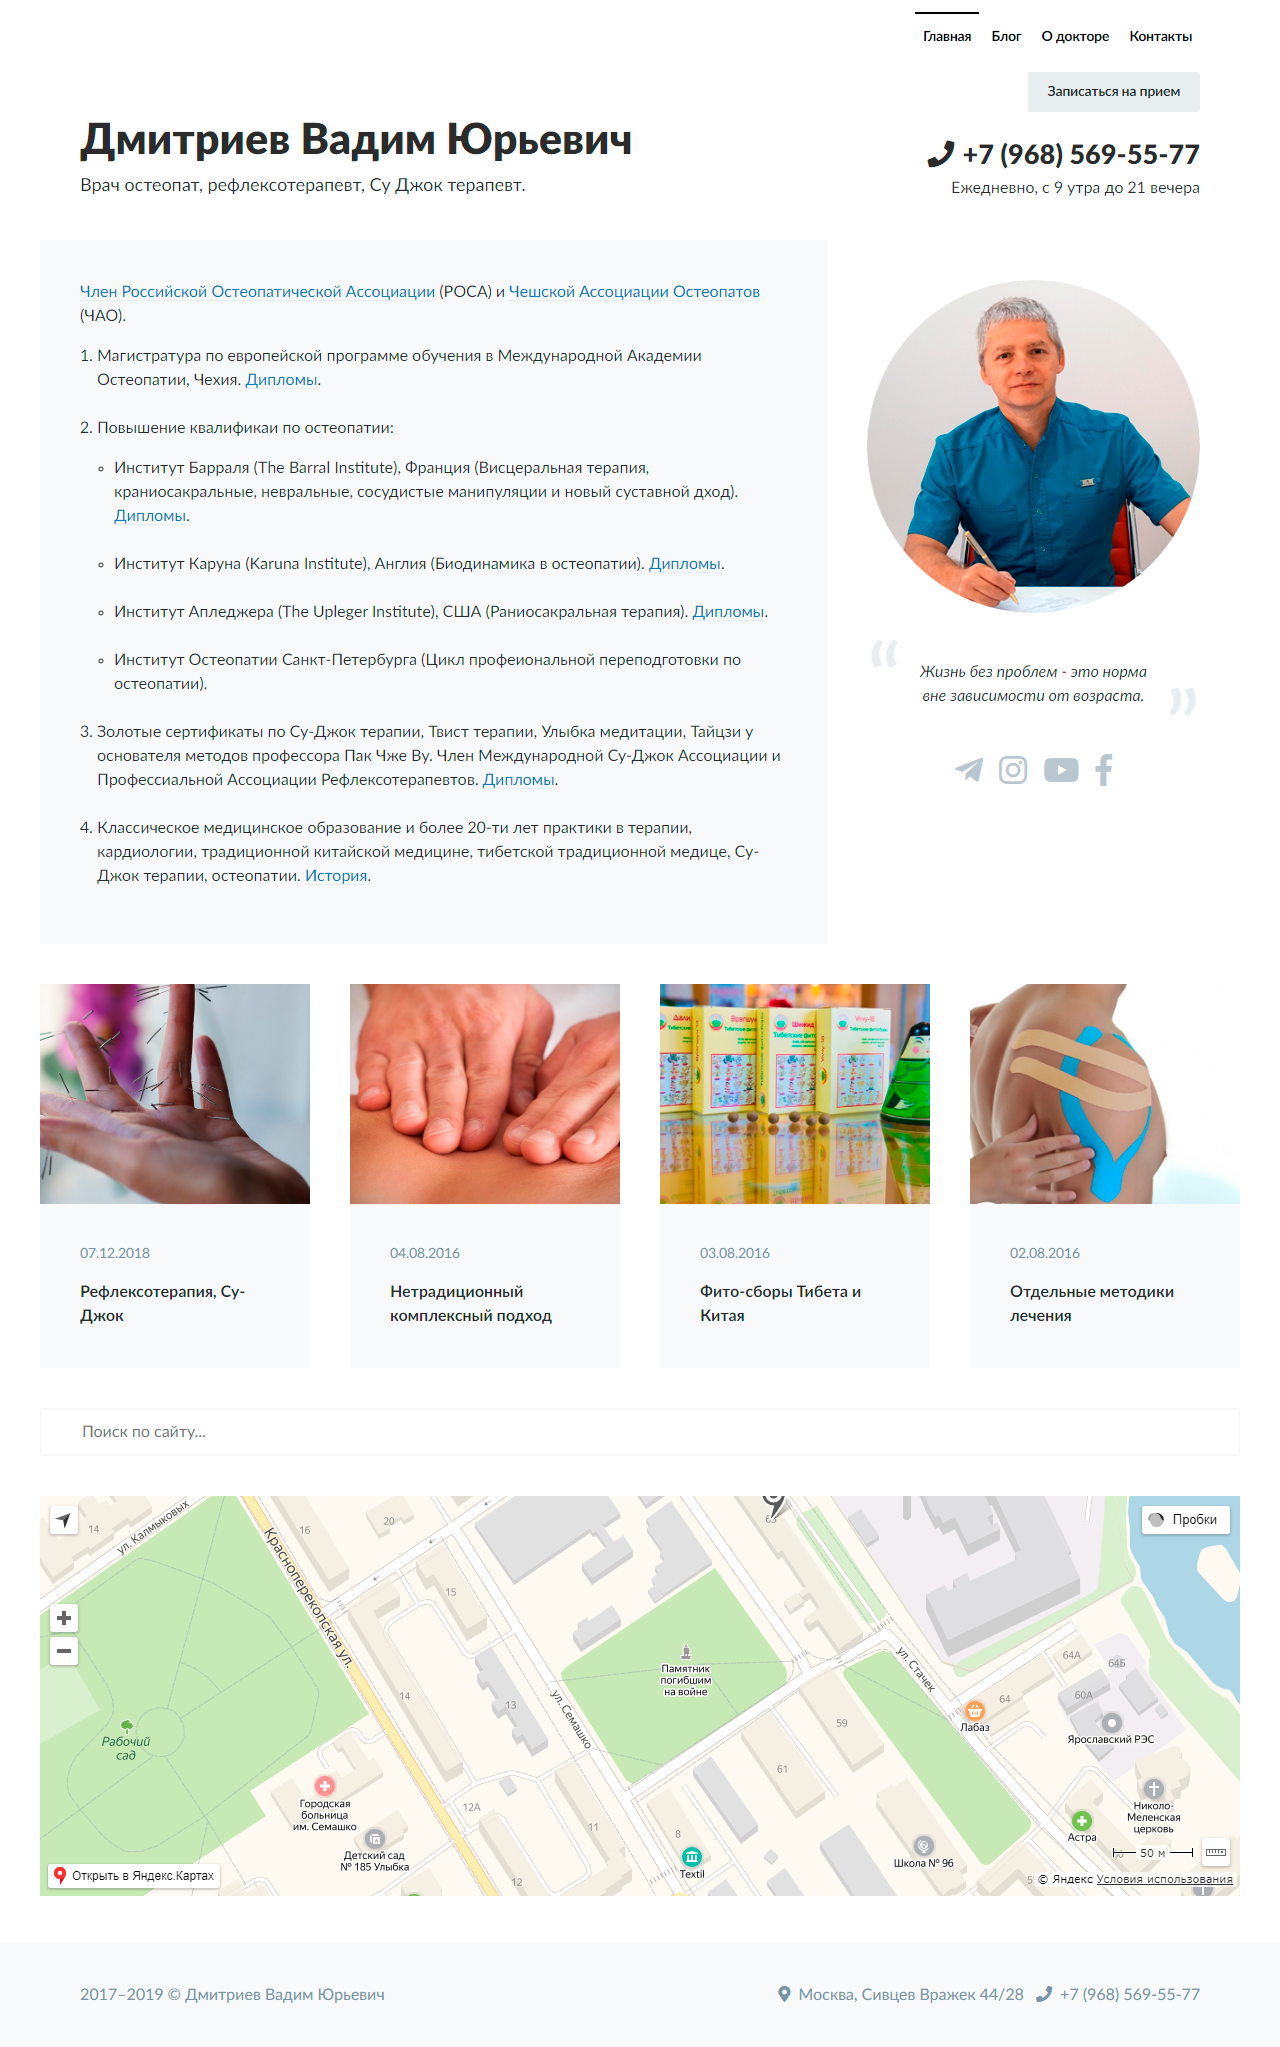 Главная Блог О докторе Контакты
Записаться на прием
Дмитриев Вадим Юрьевич
Врач остеопат, рефлексотерапевт, Су Джок терапевт.
+7 (968) 569-55-77
Ежедневно, с 9 утра до 21 вечера
Член Российской Остеопатической Ассоциации (РОСА) и Чешской Ассоциации Остеопатов
(ЧАО).
1. Магистратура по европейской программе обучения в Международной Академии
Остеопатии, Чехия. Дипломы.
2. Повышение квалификаи по остеопатии:
Институт Барраля (The Barral Institute), Франция (Висцеральная терапия,
краниосакральные, невральные, сосудистые манипуляции и новый суставной дход).
Дипломы.
Институт Каруна (Karuna Institute), Англия (Биодинамика в остеопатии). Дипломы.
Институт Апледжера (The Upleger Institute), США (Раниосакральная терапия). Дипломы.
Институт Остеопатии Санкт-Петербурга (Цикл профеиональной переподготовки по
остеопатии).
3. Золотые сертификаты по Су-Джок терапии, Твист терапии, Улыбка медитации, Тайцзи у
основателя методов профессора Пак Чже Ву. Член Международной Су-Джок Ассоциации и
Профессиальной Ассоциации Рефлексотерапевтов. Дипломы.
4. Классическое медицинское образование и более 20-ти лет практики в терапии,
кардиологии, традиционной китайской медицине, тибетской традиционной медице, Су-
Джок терапии, остеопатии. История.
“
Жизнь без проблем - это норма
вне зависимости от возраста.
”
07.12.2018
Рефлексотерапия, Су-
Джок
04.08.2016
Нетрадиционный
комплексный подход
03.08.2016
Фито-сборы Тибета и
Китая
02.08.2016
Отдельные методики
лечения
Поиск по сайту...
Пробки
ул. Калмыковых
Красноперекопская ул.
ул. Семашко
ул. Стачек
14
16
20
63
15
14
13
12А
11
12
8
59
61
64
64А
64Б
60А
Памятник
погибшим
на войне
Рабочий
сад
Лабаз
Ярославский РЭС
Городская
больница
им. Семашко
Детский сад
№ 185 Улыбка
Николо-
Меленская
церковь
Астра
Школа № 96
Textil
50 м
Открыть в Яндекс.Картах
© Яндекс Условия использования
2017–2019 © Дмитриев Вадим Юрьевич
Москва, Сивцев Вражек 44/28 +7 (968) 569-55-77